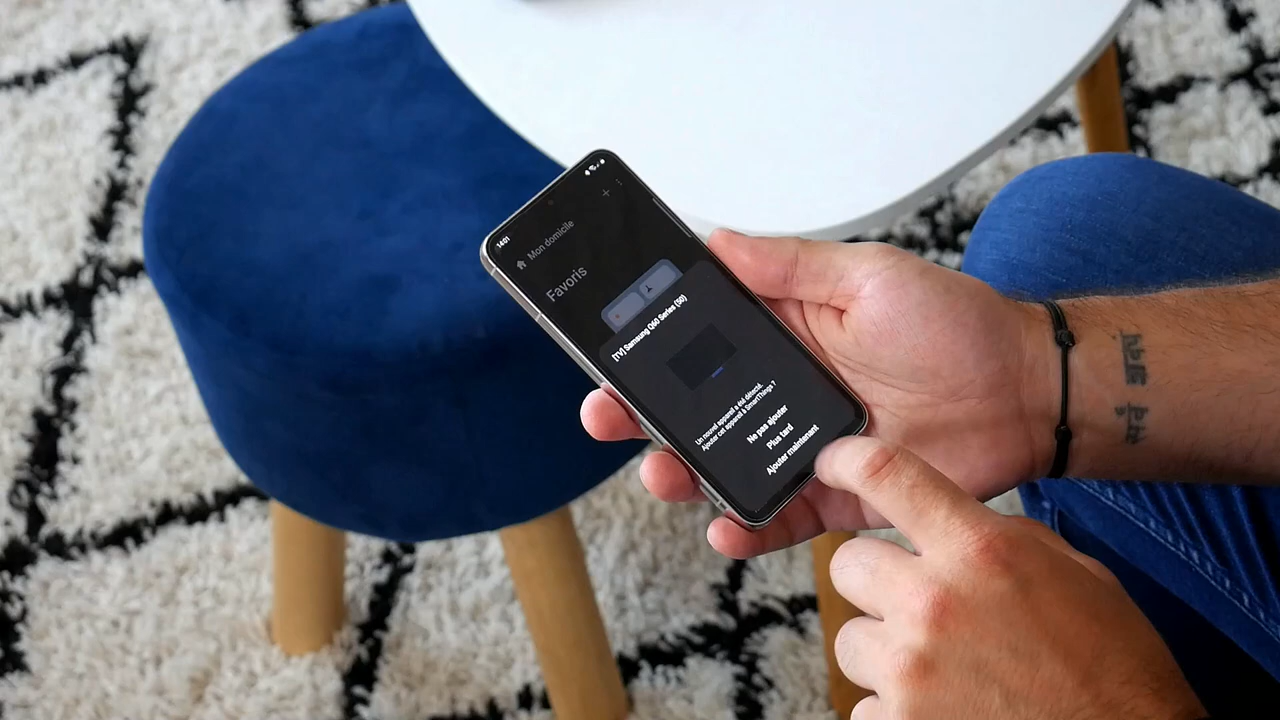 14:01
Mon domicile
Favoris
[TV] Samsung Q60 Series (50)
Un nouvel appareil a été détecté.
Ajouter cet appareil à SmartThings ?
Ne pas ajouter
Plus tard
Ajouter maintenant